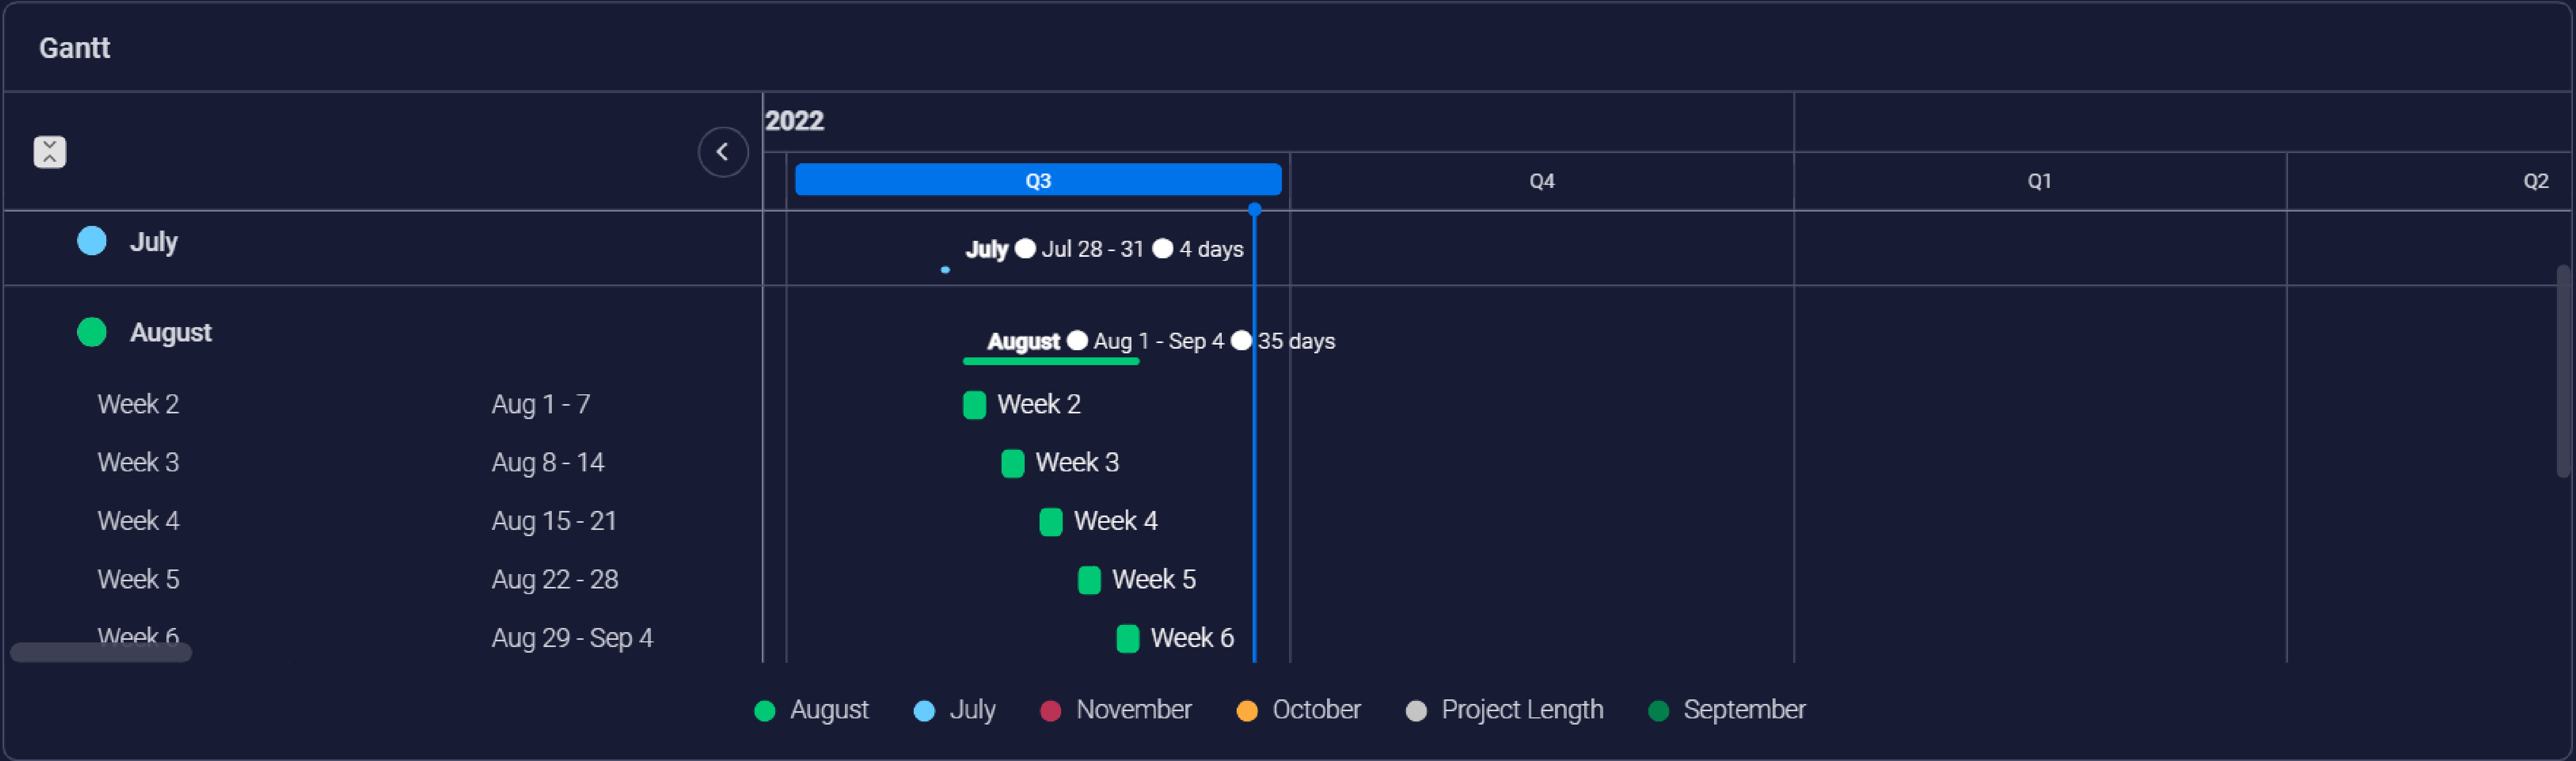 Gantt
2022
Q3 Q4 Q1 Q2
July
July Jul 28 - 31 4 days
August
August Aug 1 - Sep 4 35 days
Week 2 Aug 1 - 7 Week 2
Week 3 Aug 8 - 14 Week 3
Week 4 Aug 15 - 21 Week 4
Week 5 Aug 22 - 28 Week 5
Week 6 Aug 29 - Sep 4 Week 6
August July November October Project Length September